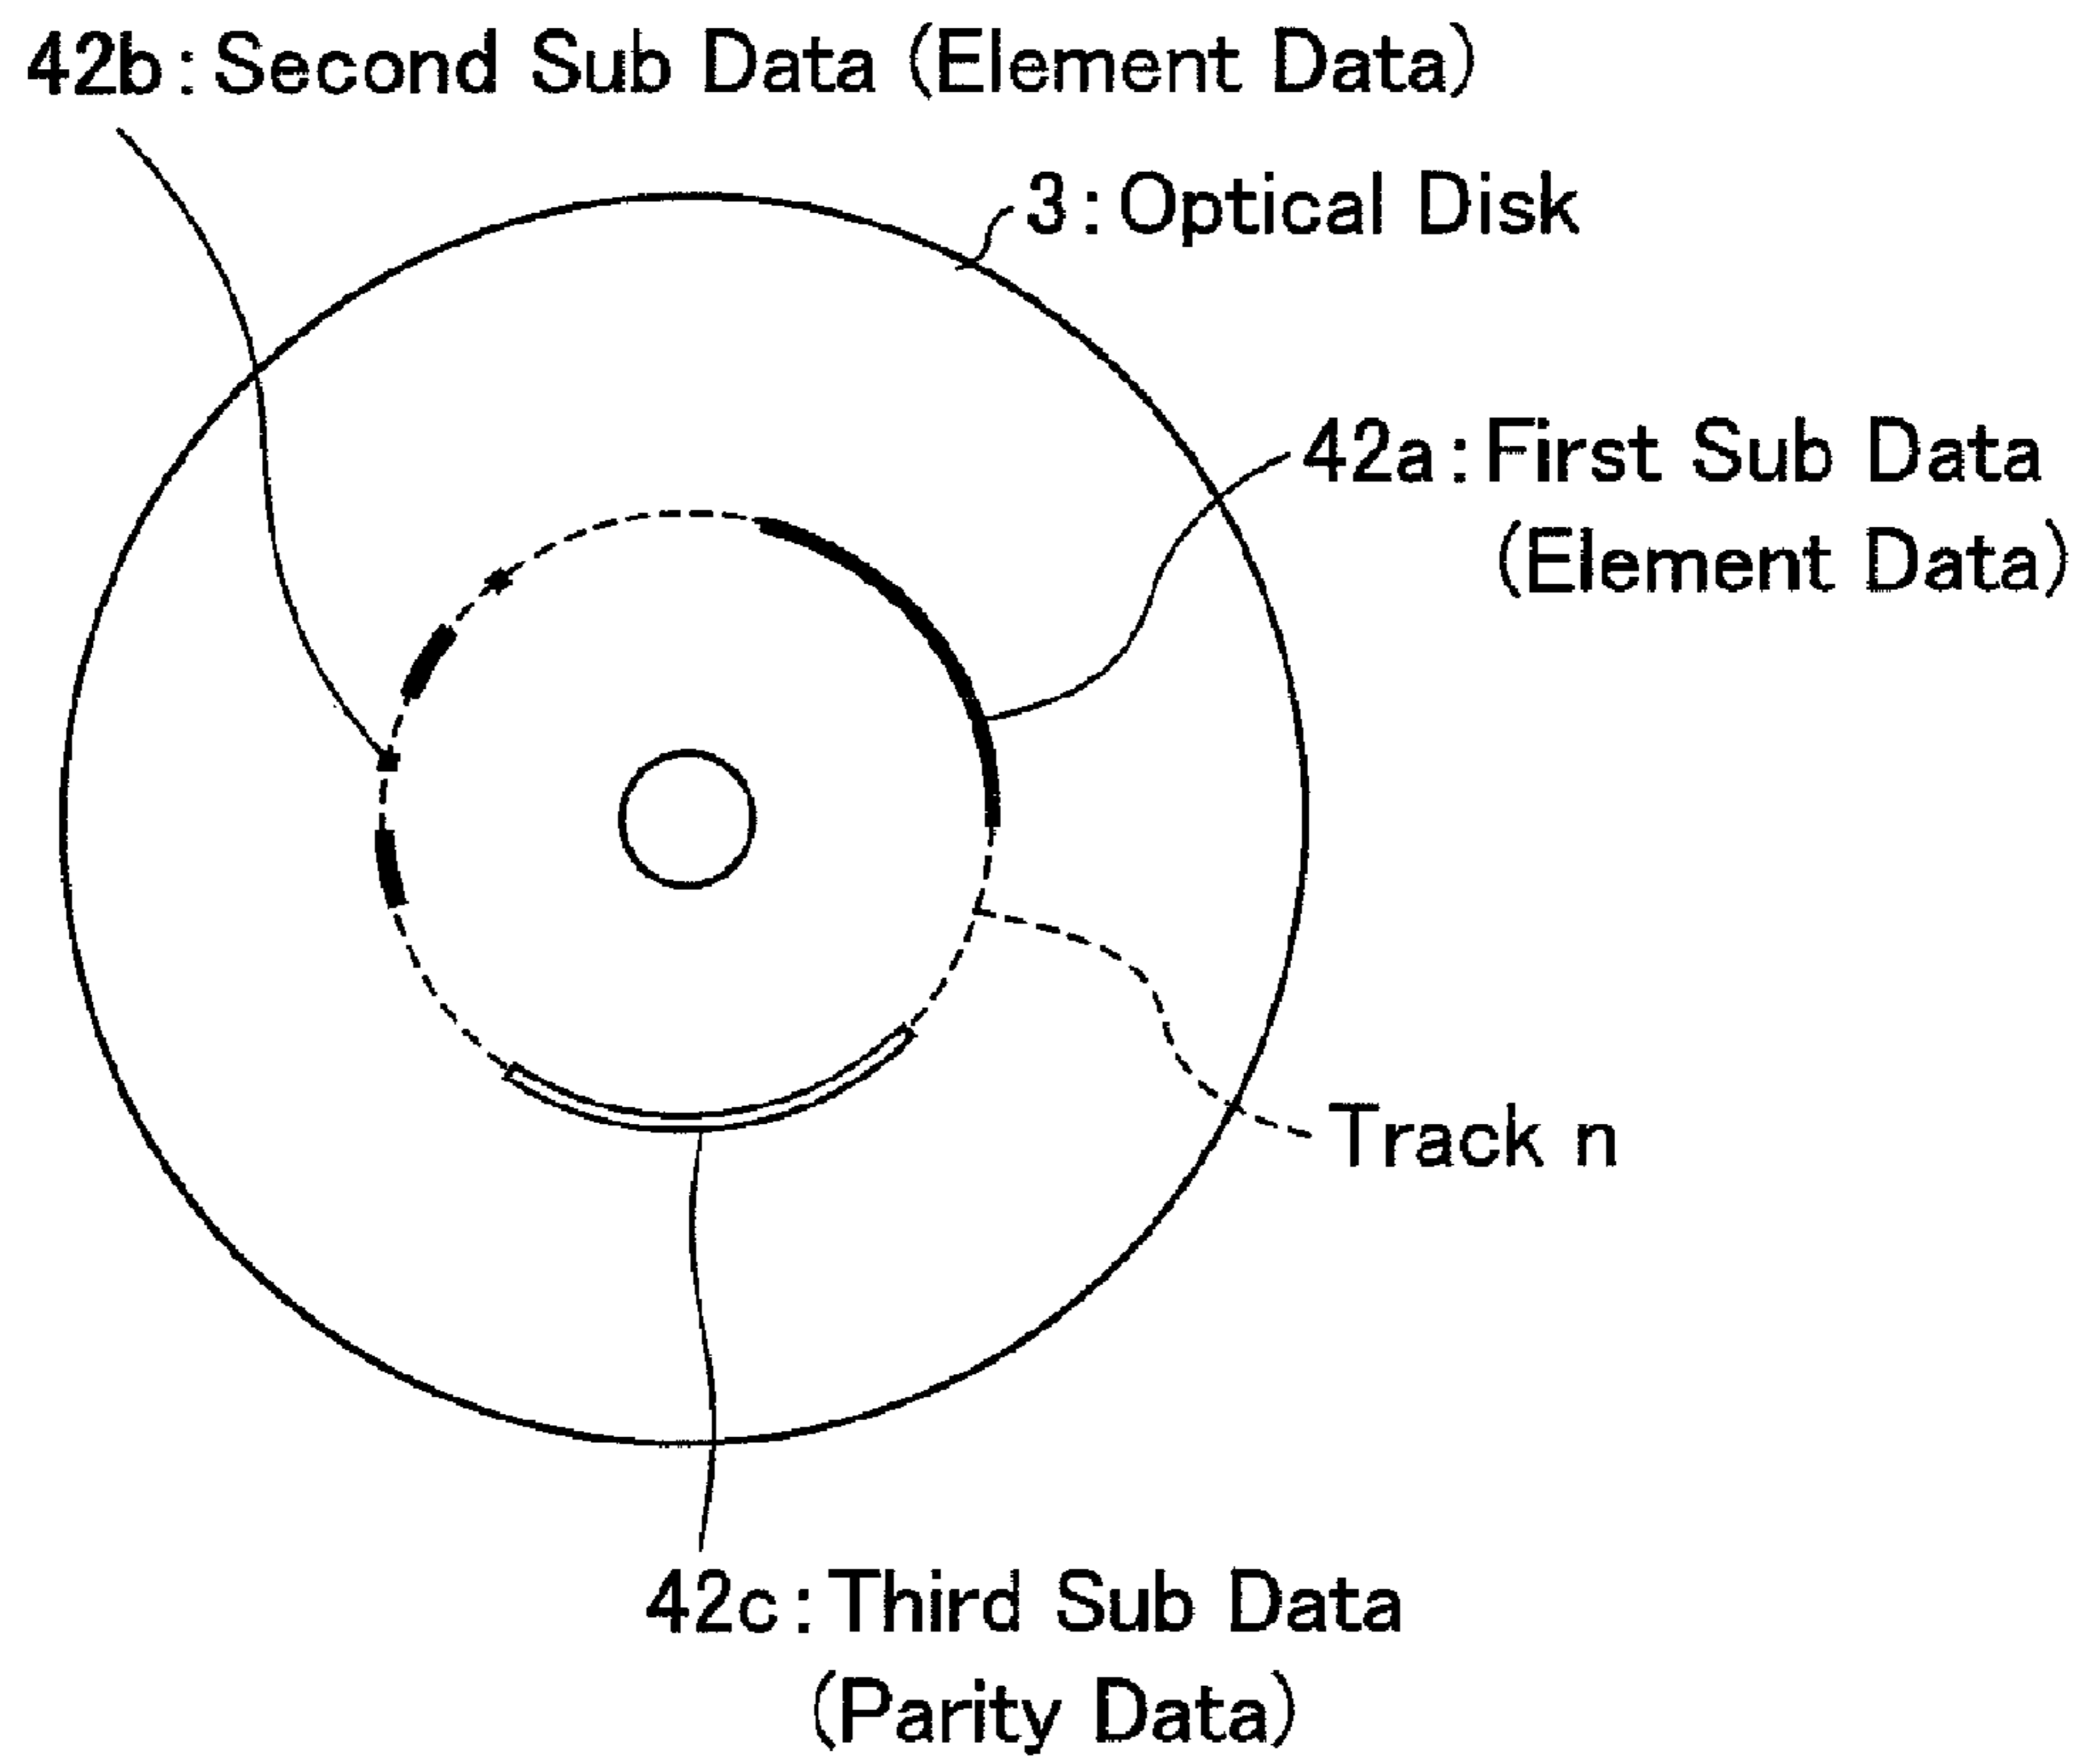 42b:Second Sub Data (Element Data)
3:Optical Disk
42a:First Sub Data
(Element Data)
Track n
42c:Third Sub Data
(Parity Data)